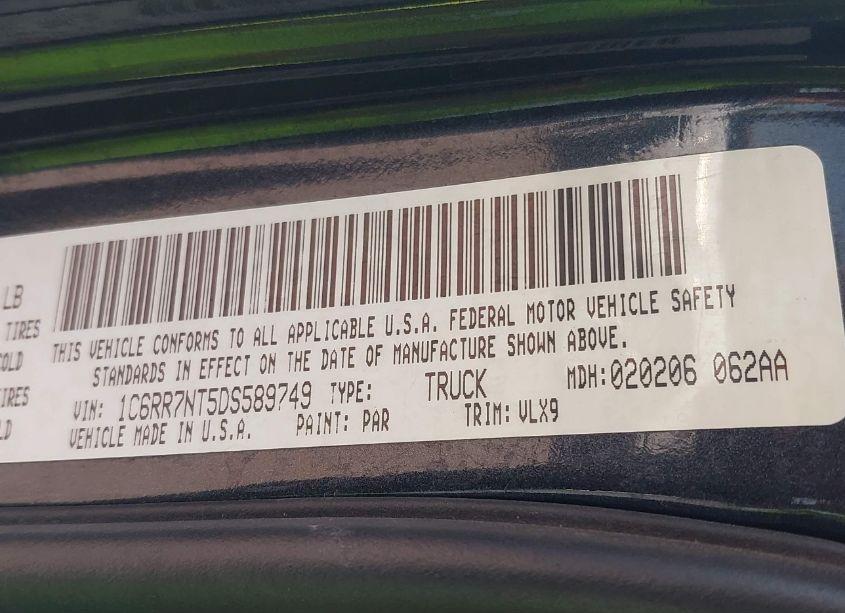 LB
TIRES
COLD
TIRES
LD
THIS VEHICLE CONFORMS TO ALL APPLICABLE U.S.A. FEDERAL MOTOR VEHICLE SAFETY
STANDARDS IN EFFECT ON THE DATE OF MANUFACTURE SHOWN ABOVE.
VIN: 1C6RR7NT5DS589749 TYPE: TRUCK MDH:020206 062AA
VEHICLE MADE IN U.S.A. PAINT: PAR TRIM: VLX9